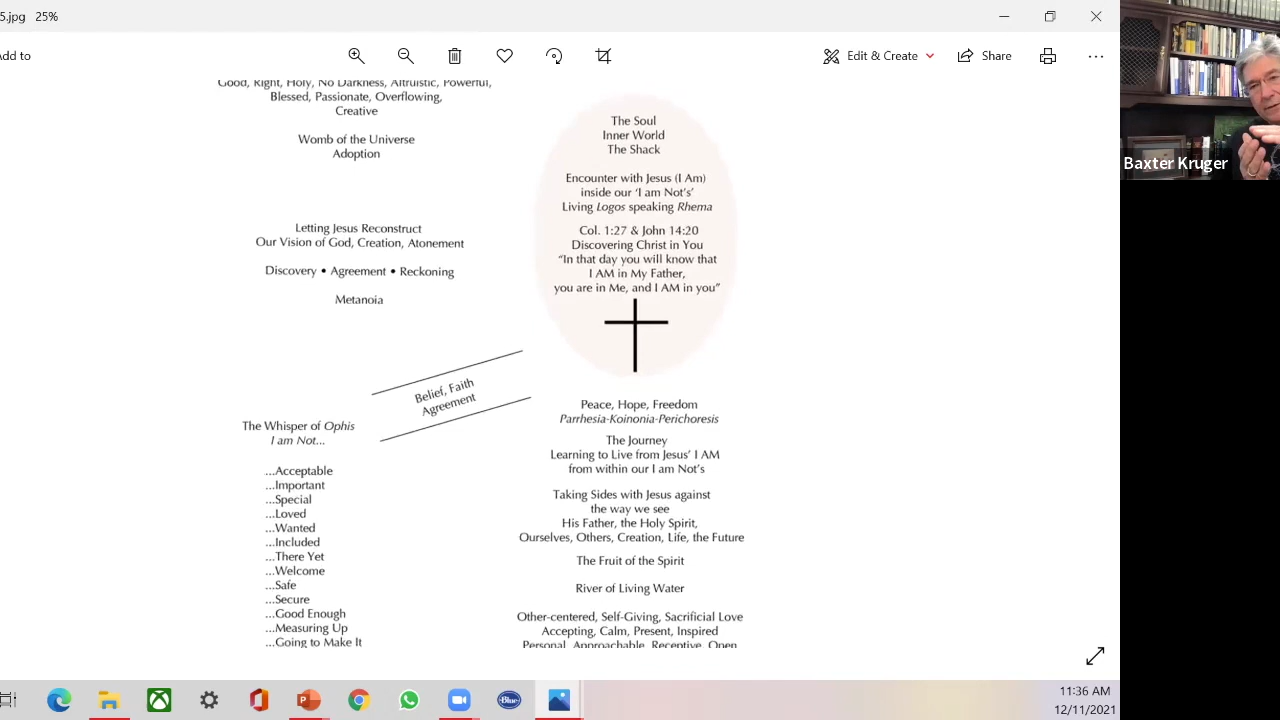 5.jpg 25%
Add to
Edit & Create
Share
Good, Right, Holy, No Darkness, Altruistic, Powerful,
Blessed, Passionate, Overflowing,
Creative
Womb of the Universe
Adoption
Letting Jesus Reconstruct
Our Vision of God, Creation, Atonement
Discovery • Agreement • Reckoning
Metanoia
Belief, Faith
Agreement
The Whisper of Ophis
I am Not...
...Acceptable
...Important
...Special
...Loved
...Wanted
...Included
...There Yet
...Welcome
...Safe
...Secure
...Good Enough
...Measuring Up
...Going to Make It
The Soul
Inner World
The Shack
Encounter with Jesus (I Am)
inside our ‘I am Not’s’
Living Logos speaking Rhema
Col. 1:27 & John 14:20
Discovering Christ in You
“In that day you will know that
I AM in My Father,
you are in Me, and I AM in you”
Peace, Hope, Freedom
Parrhesia-Koinonia-Perichoresis
The Journey
Learning to Live from Jesus’ I AM
from within our I am Not’s
Taking Sides with Jesus against
the way we see
His Father, the Holy Spirit,
Ourselves, Others, Creation, Life, the Future
The Fruit of the Spirit
River of Living Water
Other-centered, Self-Giving, Sacrificial Love
Accepting, Calm, Present, Inspired
Personal, Approachable, Receptive, Open
Baxter Kruger
Blue
11:36 AM
12/11/2021